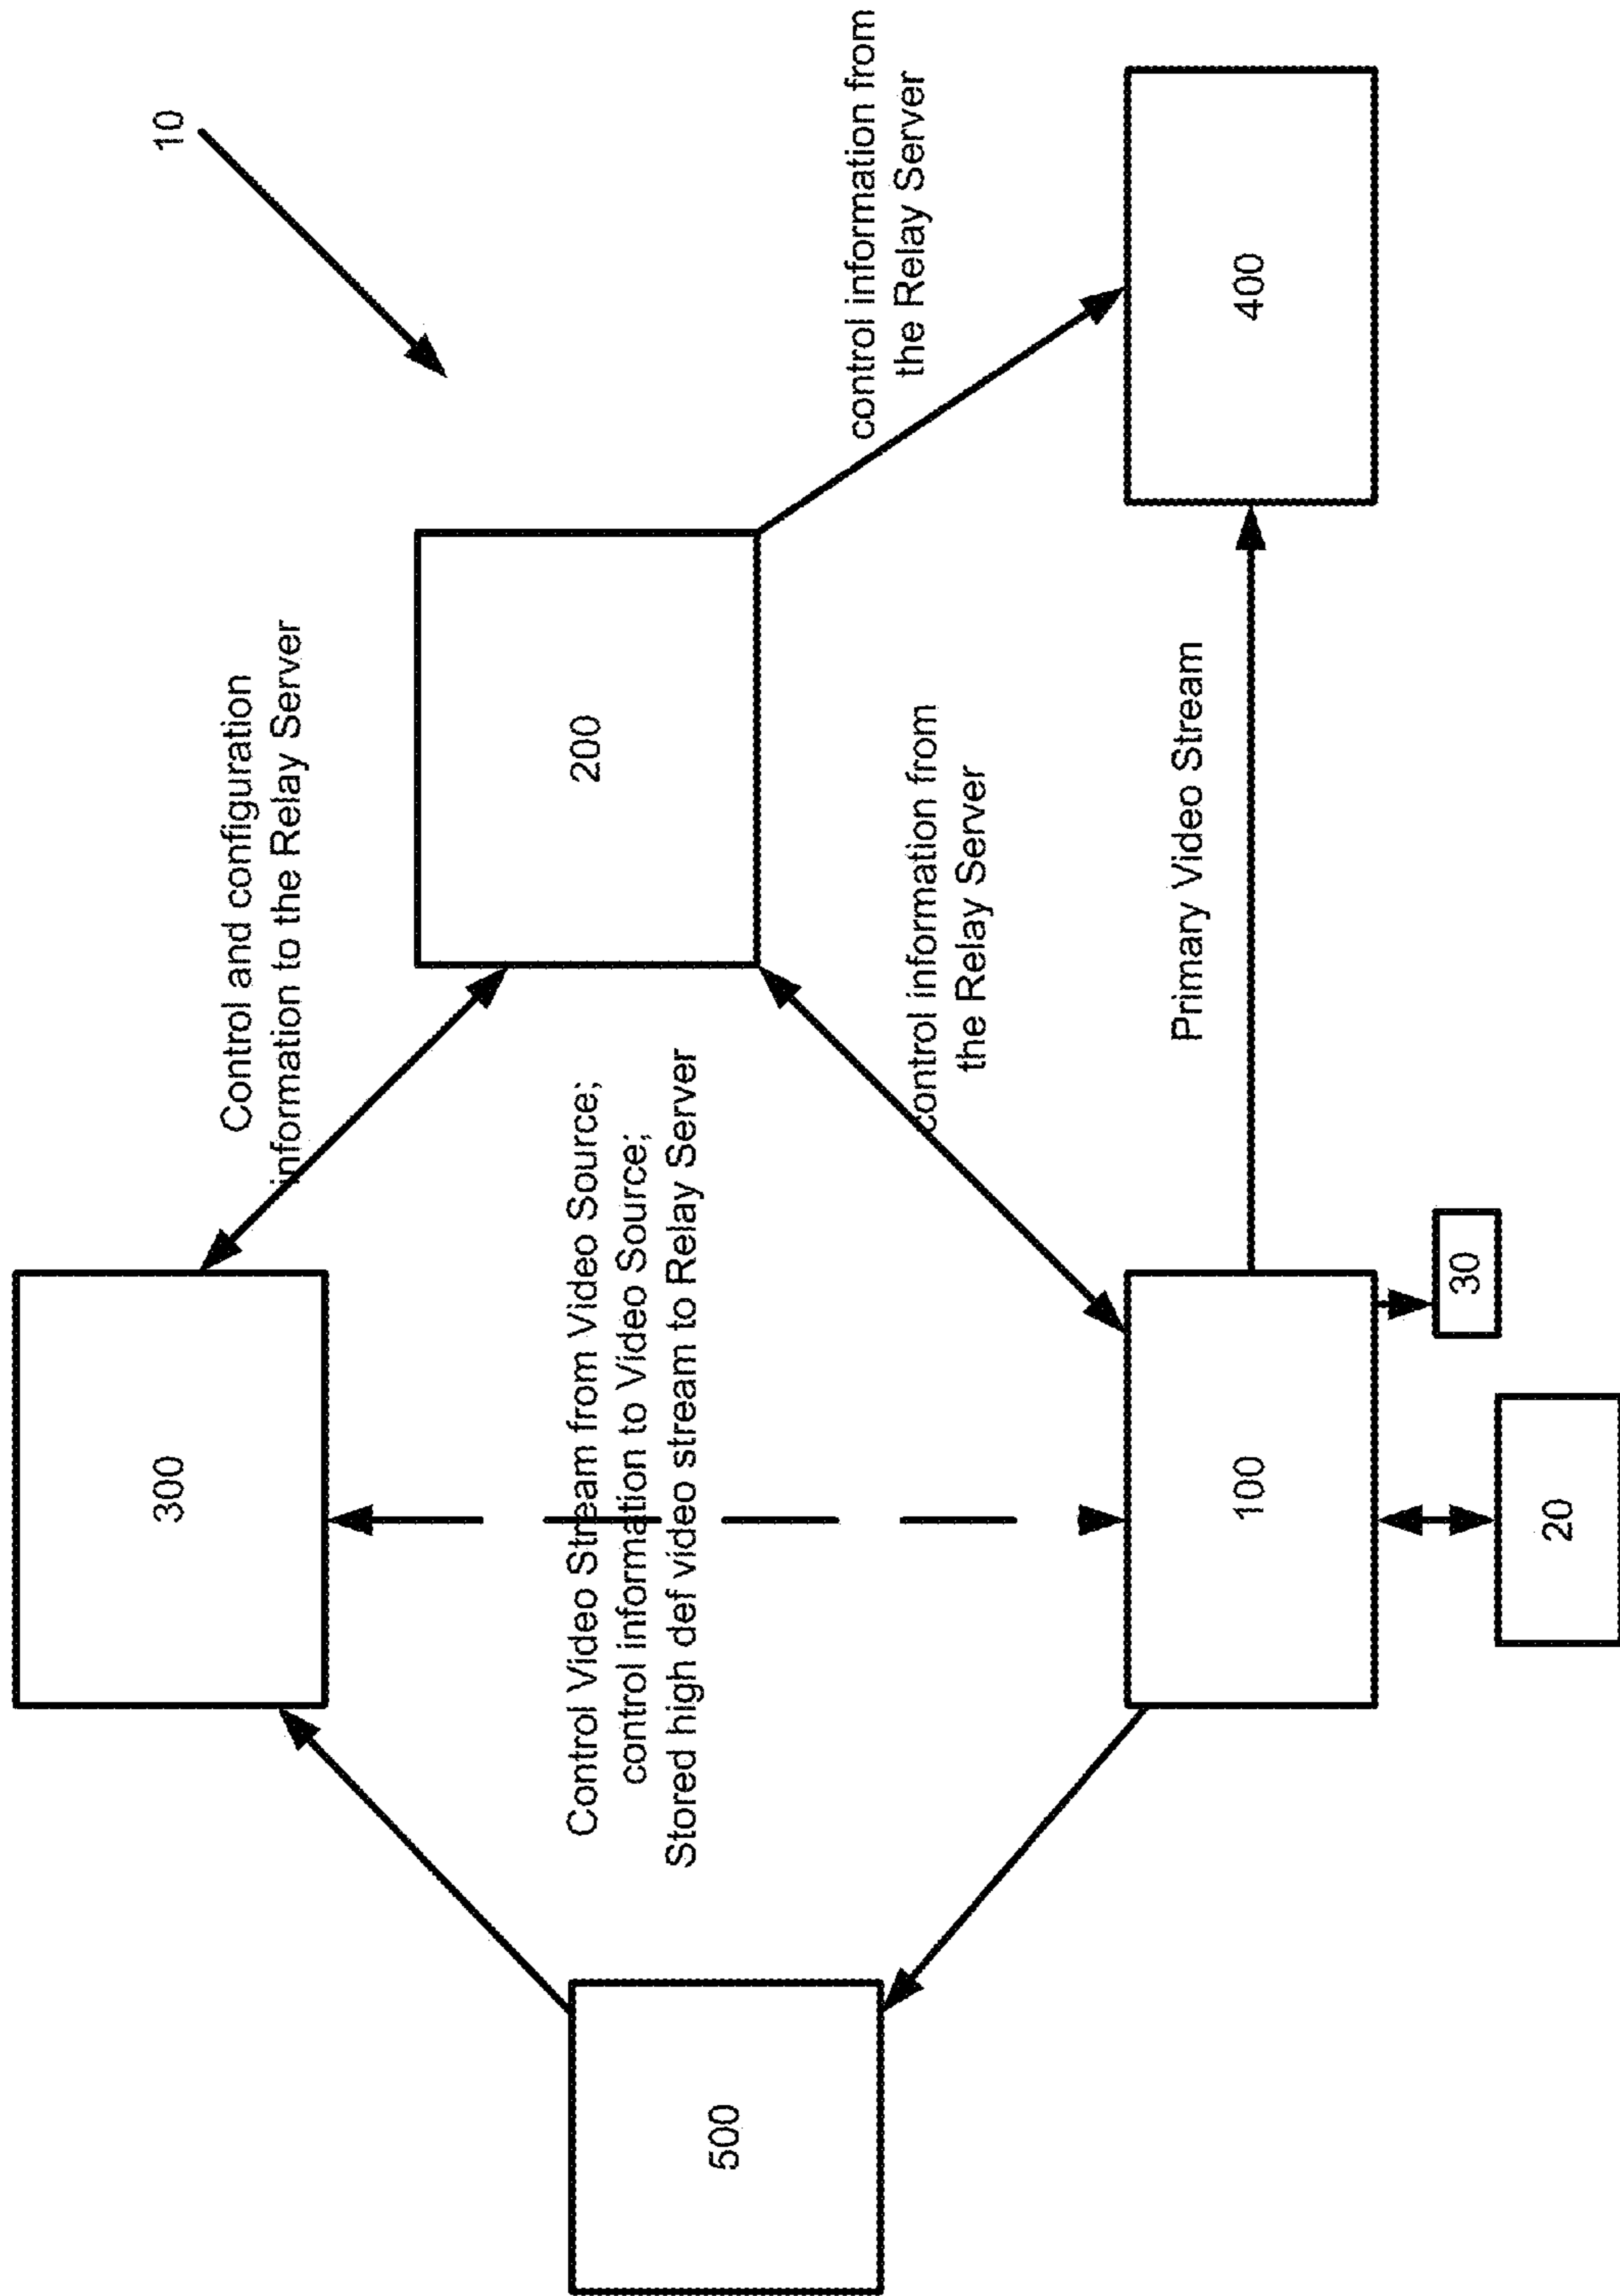 10
300
Control and configuration
information to the Relay Server
200
500
Control Video Stream from Video Source;
control information to Video Source;
Stored high def video stream to Relay Server
control information from
the Relay Server
control information from
the Relay Server
100
Primary Video Stream
400
30
20